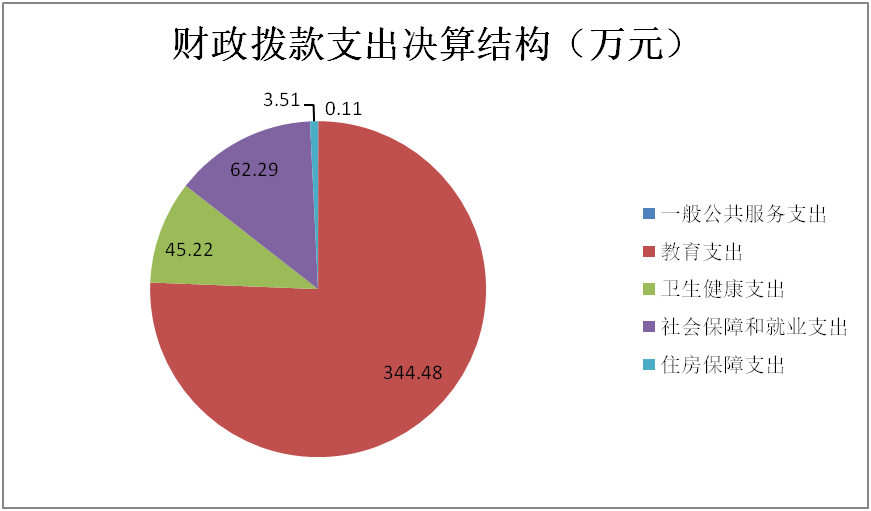 财政拨款支出决算结构（万元）
3.51
0.11
62.29
45.22
344.48
一般公共服务支出
教育支出
卫生健康支出
社会保障和就业支出
住房保障支出